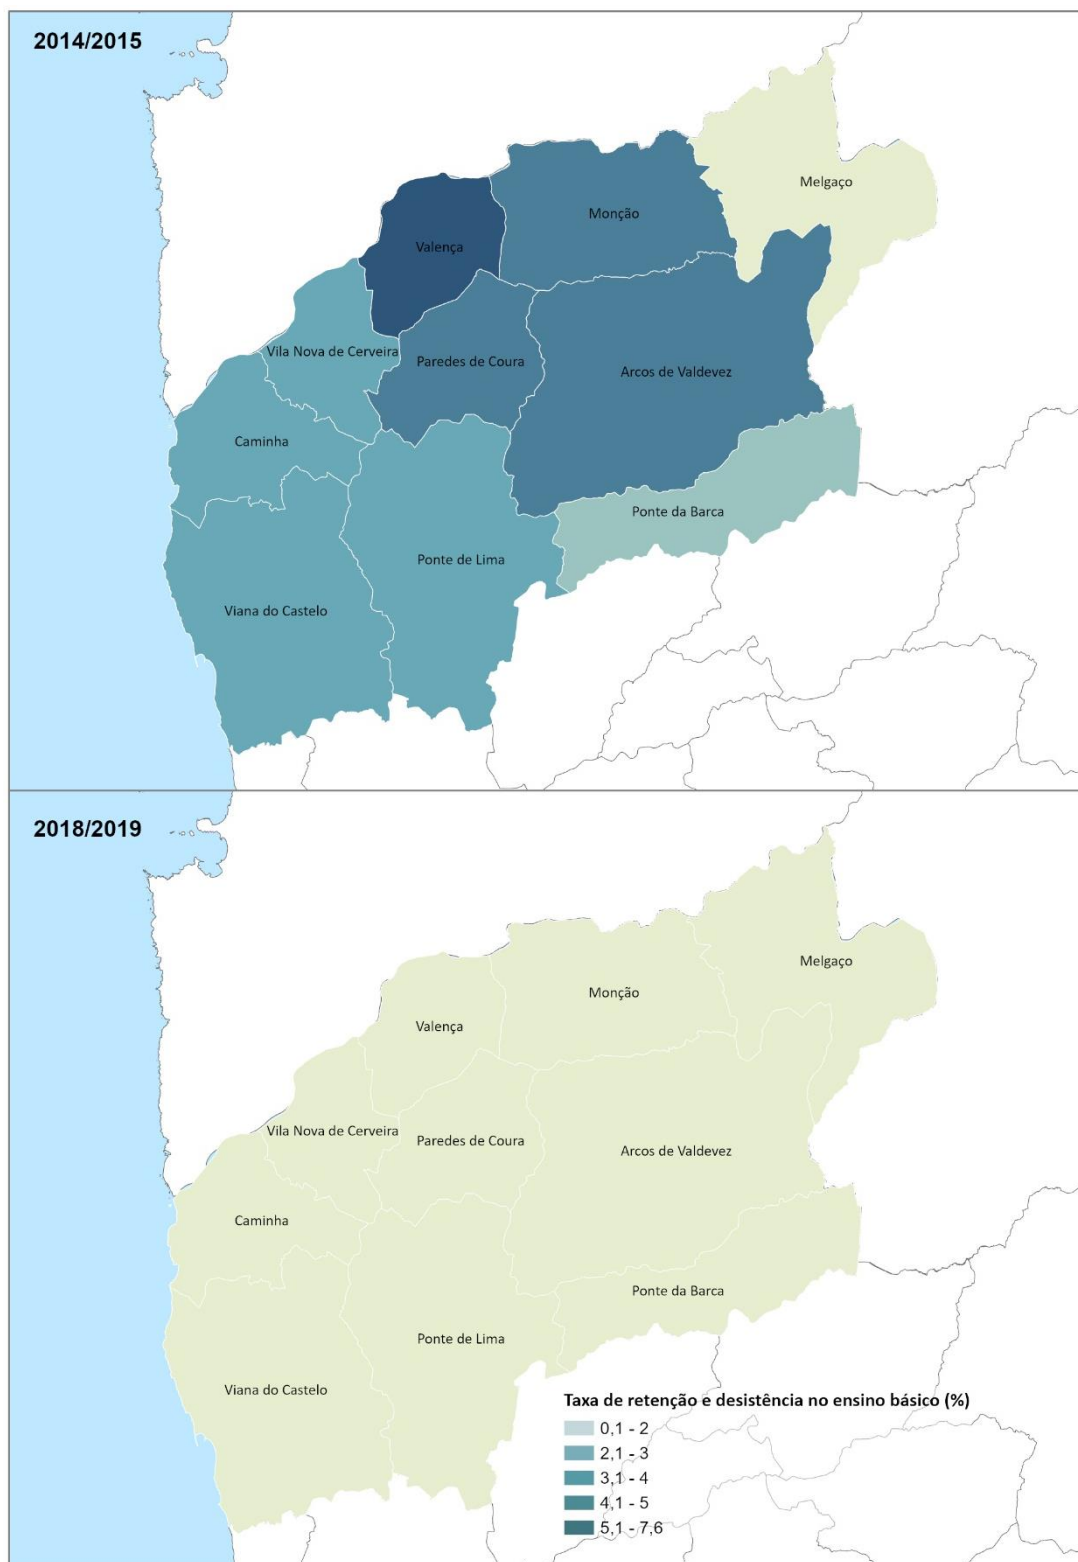 2014/2015
Melgaço
Monção
Valença
Vila Nova de Cerveira
Paredes de Coura
Arcos de Valdevez
Caminha
Ponte da Barca
Ponte de Lima
Viana do Castelo
2018/2019
Melgaço
Monção
Valença
Vila Nova de Cerveira
Paredes de Coura
Arcos de Valdevez
Caminha
Ponte da Barca
Ponte de Lima
Viana do Castelo
Taxa de retenção e desistência no ensino básico (%)
0,1 - 2
2,1 - 3
3,1 - 4
4,1 - 5
5,1 - 7,6